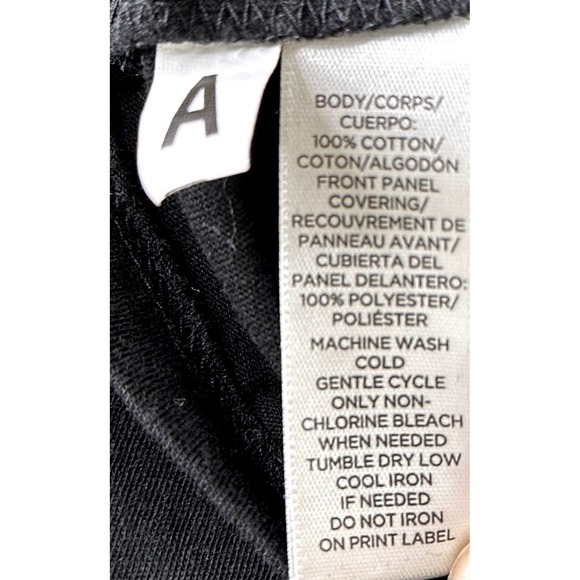 A
BODY/CORPS/
CUERPO:
100% COTTON/
COTON/ALGODÓN
FRONT PANEL
COVERING/
RECOUVREMENT DE
PANNEAU AVANT/
CUBIERTA DEL
PANEL DELANTERO:
100% POLYESTER/
POLIÉSTER
MACHINE WASH
COLD
GENTLE CYCLE
ONLY NON-
CHLORINE BLEACH
WHEN NEEDED
TUMBLE DRY LOW
COOL IRON
IF NEEDED
DO NOT IRON
ON PRINT LABEL